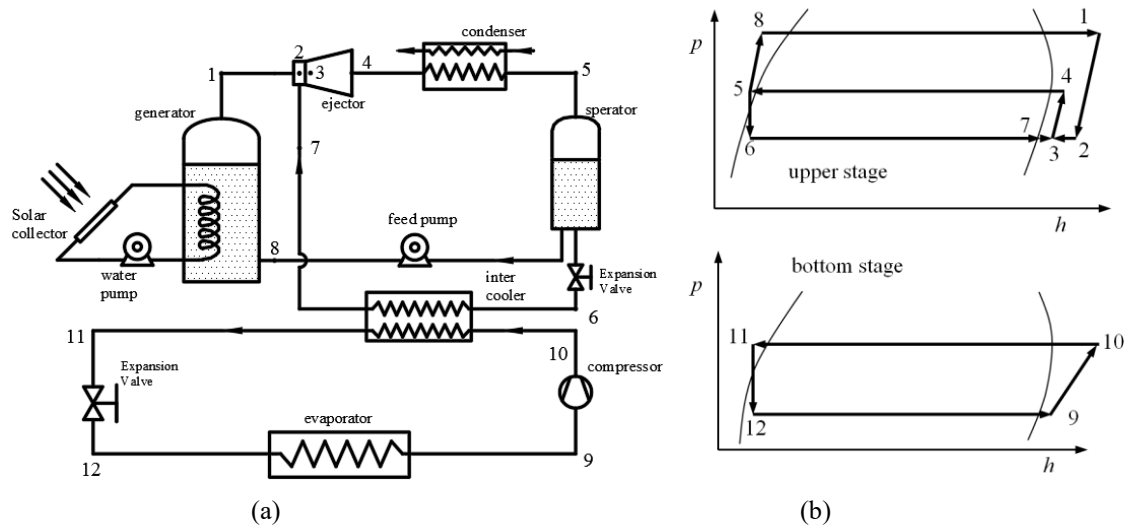 condenser
2
1
3
4
5
ejector
generator
sperator
7
Solar
collector
feed pump
8
water
pump
inter
cooler
Expansion
Valve
6
11
10
compressor
Expansion
Valve
evaporator
12
9
(a)
p
8
1
5
4
7
6
3
2
upper stage
h
bottom stage
p
11
10
12
9
h
(b)